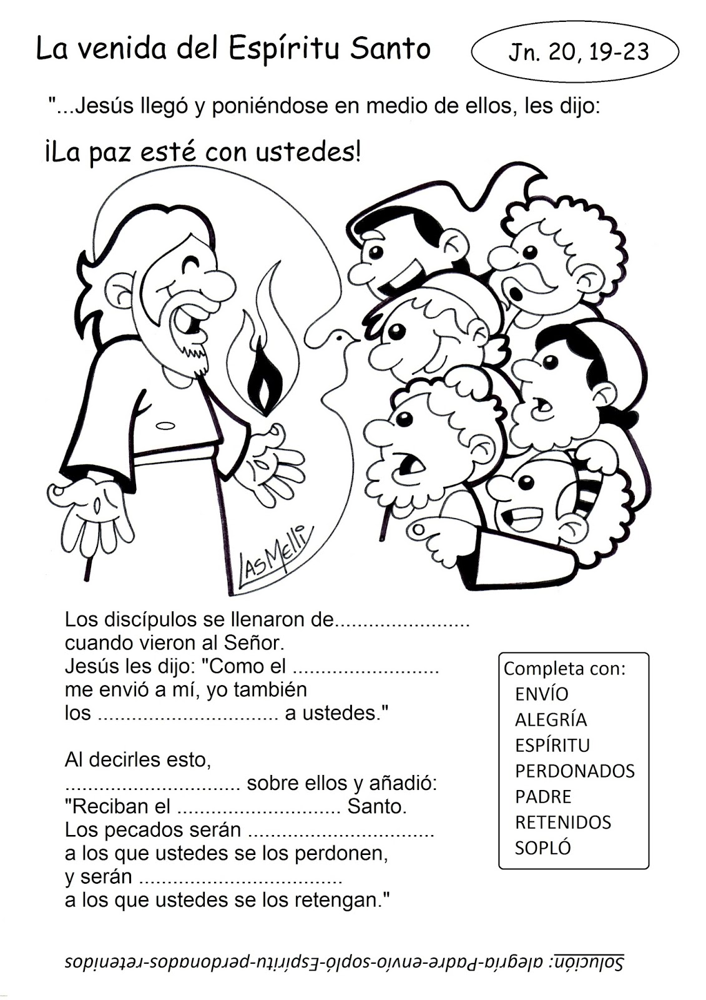 La venida del Espíritu Santo
Jn. 20, 19-23
"...Jesús llegó y poniéndose en medio de ellos, les dijo:
¡La paz esté con ustedes!
LAS Melli
Los discípulos se llenaron de........................
cuando vieron al Señor.
Jesús les dijo: "Como el ..........................
me envió a mí, yo también
los ................................ a ustedes."
Al decirles esto,
............................... sobre ellos y añadió:
"Reciban el ............................. Santo.
Los pecados serán .................................
a los que ustedes se los perdonen,
y serán ....................................
a los que ustedes se los retengan."
Completa con:
ENVÍO
ALEGRÍA
ESPÍRITU
PERDONADOS
PADRE
RETENIDOS
SOPLÓ
Solución: alegría-Padre-envío-sopló-Espíritu-perdonados-retenidos